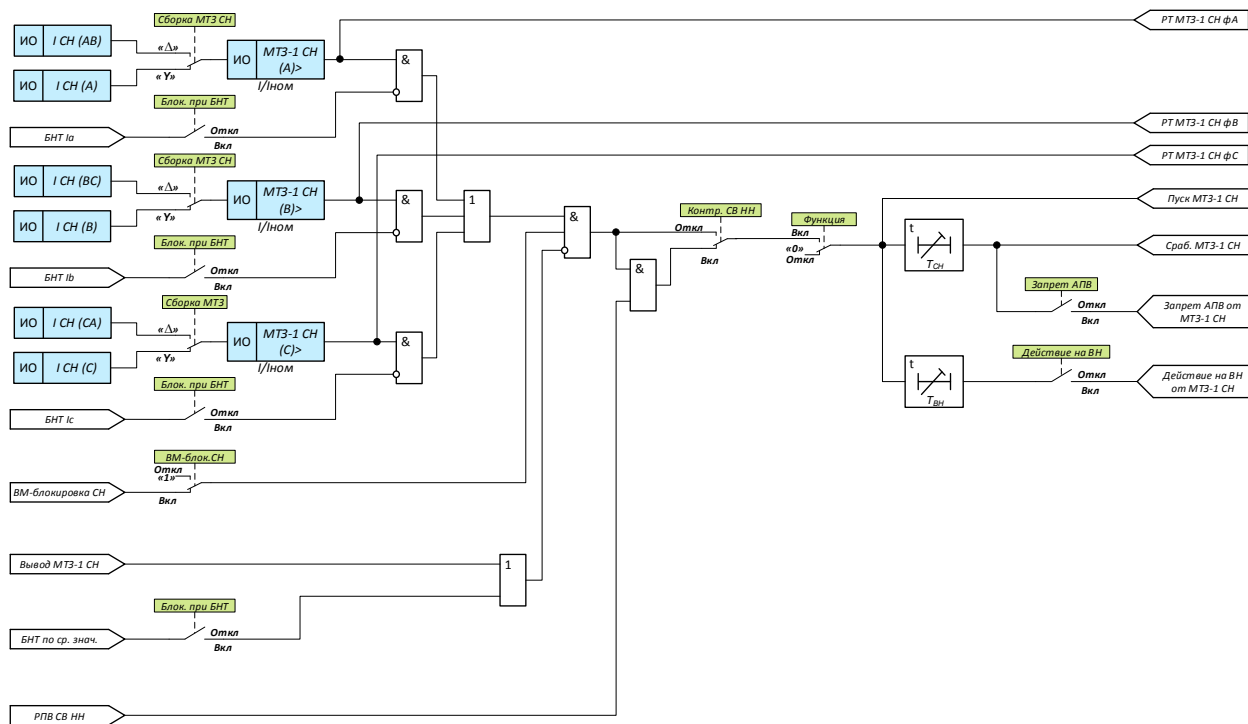 Сборка МТЗ СН
РТ МТЗ-1 СН фА
ИО I СН (АВ)
«Δ»
ИО МТЗ-1 СН (А)>
&
«Y»
ИО I СН (А)
I/Iном
Блок. при БНТ
БНТ Ia
Откл
Вкл
РТ МТЗ-1 СН фВ
Сборка МТЗ СН
РТ МТЗ-1 СН фС
ИО I СН (ВС)
«Δ»
ИО МТЗ-1 СН (В)>
&
1
«Y»
ИО I СН (В)
I/Iном
&
Контр. СВ НН
Откл
Вкл
Функция
Вкл
«0»
Откл
Пуск МТЗ-1 СН
t
TСН
Сраб. МТЗ-1 СН
Блок. при БНТ
БНТ Ib
Откл
Вкл
&
Запрет АПВ
Откл
Вкл
Запрет АПВ от
МТЗ-1 СН
Сборка МТЗ
ИО I СН (СА)
«Δ»
ИО МТЗ-1 СН (С)>
&
«Y»
ИО I СН (С)
I/Iном
Действие на ВН
t
TВН
Откл
Вкл
Действие на ВН
от МТЗ-1 СН
Блок. при БНТ
БНТ Ic
Откл
Вкл
ВМ-блок.СН
Откл
«1»
ВМ-блокировка СН
Вкл
Вывод МТЗ-1 СН
1
Блок. при БНТ
БНТ по ср. знач.
Откл
Вкл
РПВ СВ НН